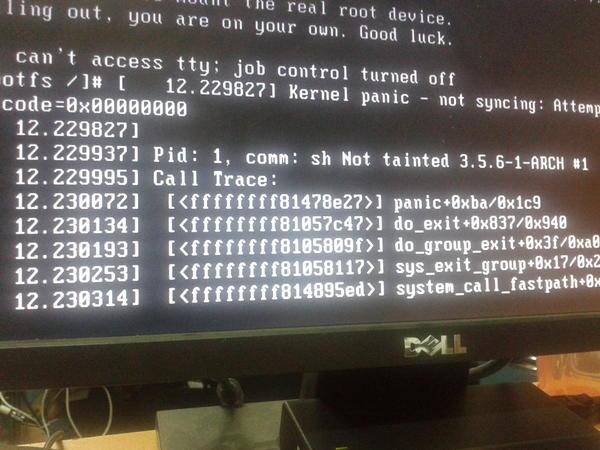 the real root device.
ling out, you are on your own. Good luck.
can't access tty; job control turned off
otfs /]# [ 12.229827] Kernel panic - not syncing: Attemp
code=0x00000000
12.229827]
12.229937] Pid: 1, comm: sh Not tainted 3.5.6-1-ARCH #1
12.229995] Call Trace:
12.230072] [<ffffffff81478e27>] panic+0xba/0x1c9
12.230134] [<ffffffff81057c47>] do_exit+0x837/0x940
12.230193] [<ffffffff8105809f>] do_group_exit+0x3f/0xa0
12.230253] [<ffffffff81058117>] sys_exit_group+0x17/0x2
12.230314] [<ffffffff814895ed>] system_call_fastpath+0x
DELL